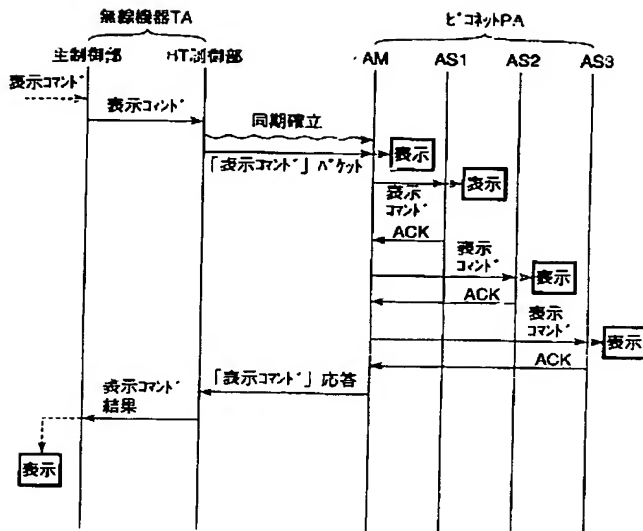 無線機器TA
ピコネットPA
主制御部 BT制御部 AM AS1 AS2 AS3
表示コマンド
表示コマンド
同期確立
表示
「表示コマンド」パケット
表示
表示
コマンド
ACK
表示
コマンド
表示
ACK
表示
コマンド
表示
ACK
「表示コマンド」応答
表示コマンド
結果
表示